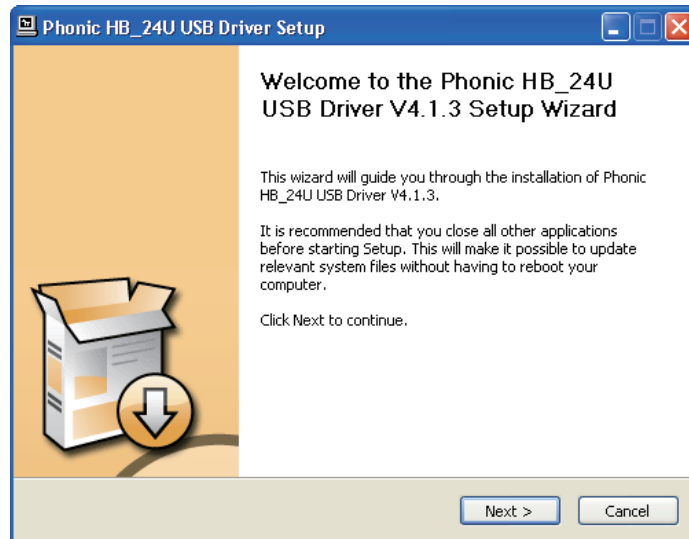 Phonic HB_24U USB Driver Setup
Welcome to the Phonic HB_24U
USB Driver V4.1.3 Setup Wizard
This wizard will guide you through the installation of Phonic
HB_24U USB Driver V4.1.3.
It is recommended that you close all other applications
before starting Setup. This will make it possible to update
relevant system files without having to reboot your
computer.
Click Next to continue.
Next > Cancel